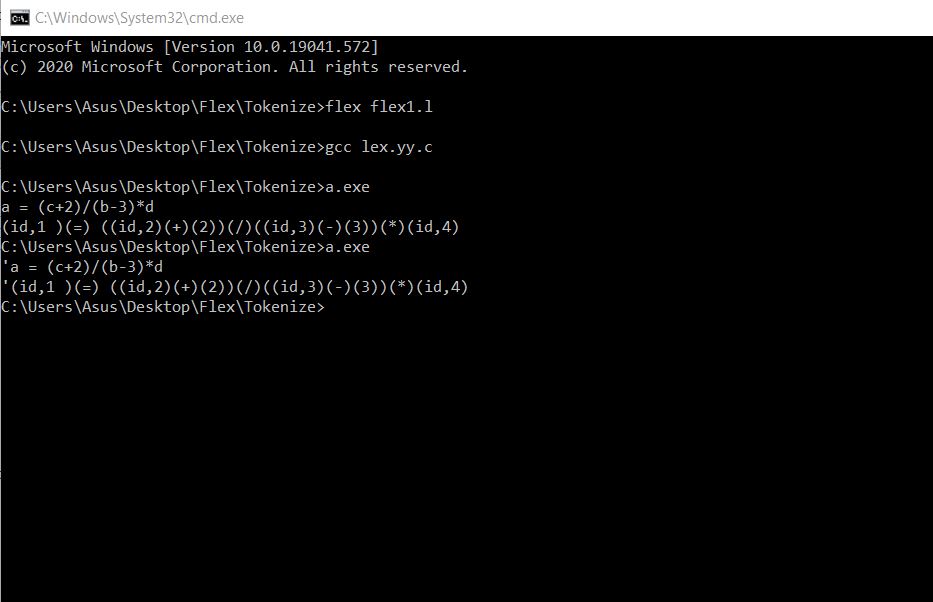 C:\Windows\System32\cmd.exe
Microsoft Windows [Version 10.0.19041.572]
(c) 2020 Microsoft Corporation. All rights reserved.
C:\Users\Asus\Desktop\Flex\Tokenize>flex flex1.l
C:\Users\Asus\Desktop\Flex\Tokenize>gcc lex.yy.c
C:\Users\Asus\Desktop\Flex\Tokenize>a.exe
a = (c+2)/(b-3)*d
(id,1 )(=) ((id,2)(+)(2))(/)((id,3)(-)(3))(*)(id,4)
C:\Users\Asus\Desktop\Flex\Tokenize>a.exe
'a = (c+2)/(b-3)*d
'(id,1 )(=) ((id,2)(+)(2))(/)((id,3)(-)(3))(*)(id,4)
C:\Users\Asus\Desktop\Flex\Tokenize>